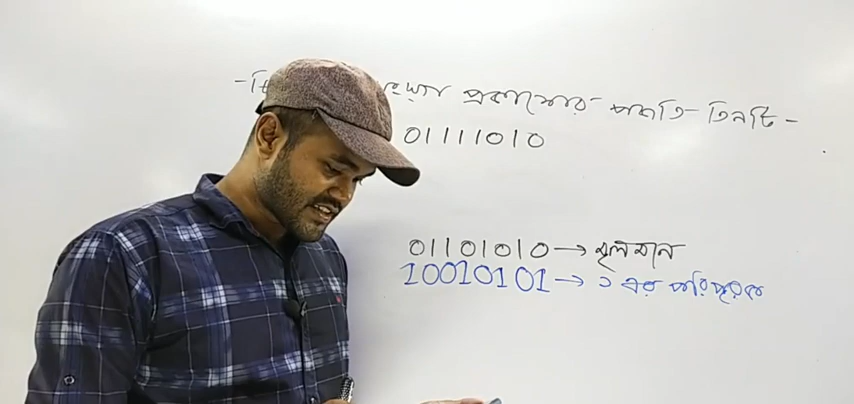 প্রকাশের পদ্ধতি তিনটি -
01111010
01101010 → মূলমান
10010101 → ১ এর পরিপূরক